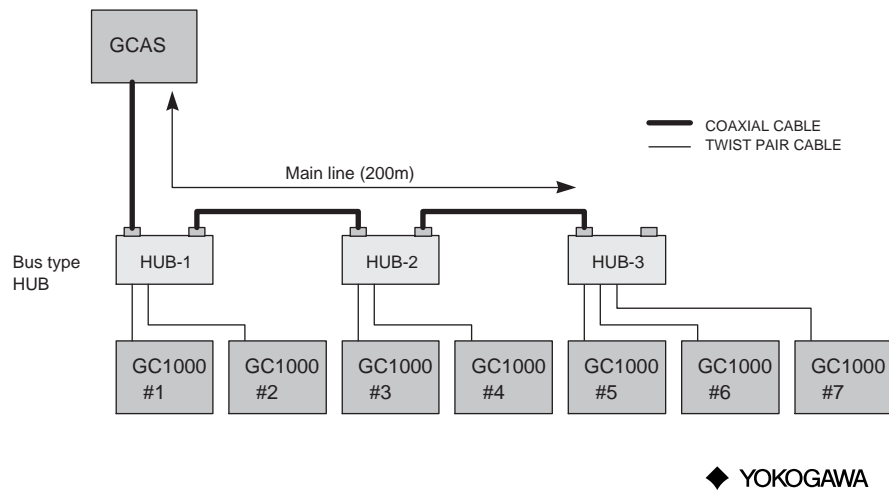 GCAS
COAXIAL CABLE
TWIST PAIR CABLE
Main line (200m)
Bus type
HUB
HUB-1
HUB-2
HUB-3
GC1000
#1
GC1000
#2
GC1000
#3
GC1000
#4
GC1000
#5
GC1000
#6
GC1000
#7
YOKOGAWA